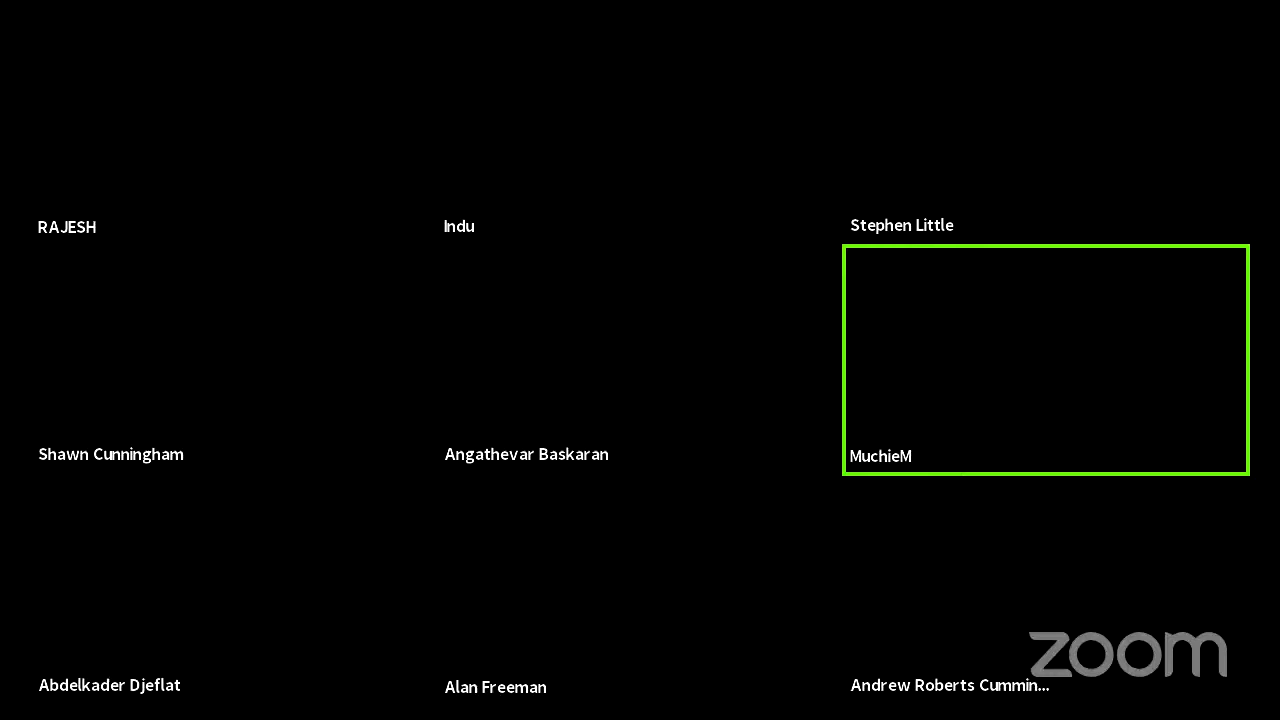 RAJESH
Indu
Stephen Little
Shawn Cunningham
Angathevar Baskaran
MuchieM
Abdelkader Djeflat
Alan Freeman
Andrew Roberts Cummin...
zoom